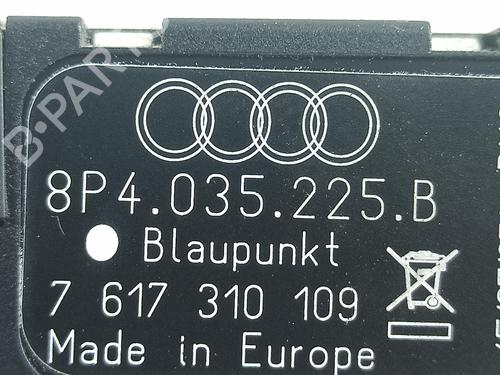 B-PARTS
8P4.035.225.B
Blaupunkt
7 617 310 109
Made in Europe